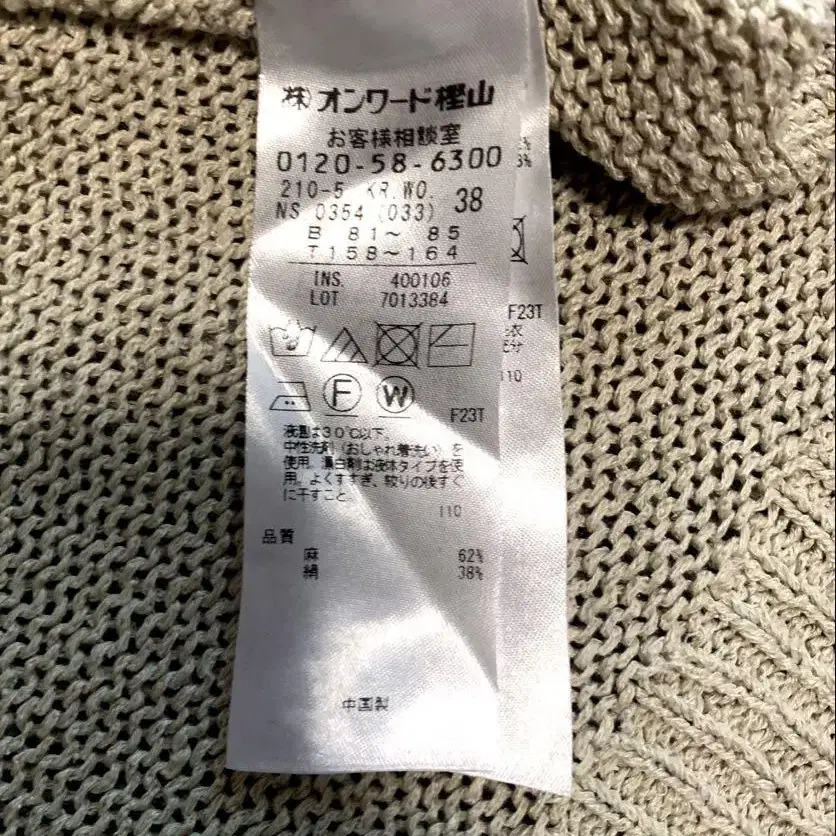 ㈱オンワード樫山
お客様相談室
0120-58-6300
210-5 KR.WO.
NS 0354 (033) 38
B 81～ 85
T 158～164
INS. 400106
LOT 7013384
F
W
F23T
液温は30℃以下。
中性洗剤（おしゃれ着洗い）を
使用。漂白剤は液体タイプを使
用。よくすすぎ、絞りの後すぐ
に干すこと。
110
品質
麻 62%
絹 38%
中国製
F23T
110